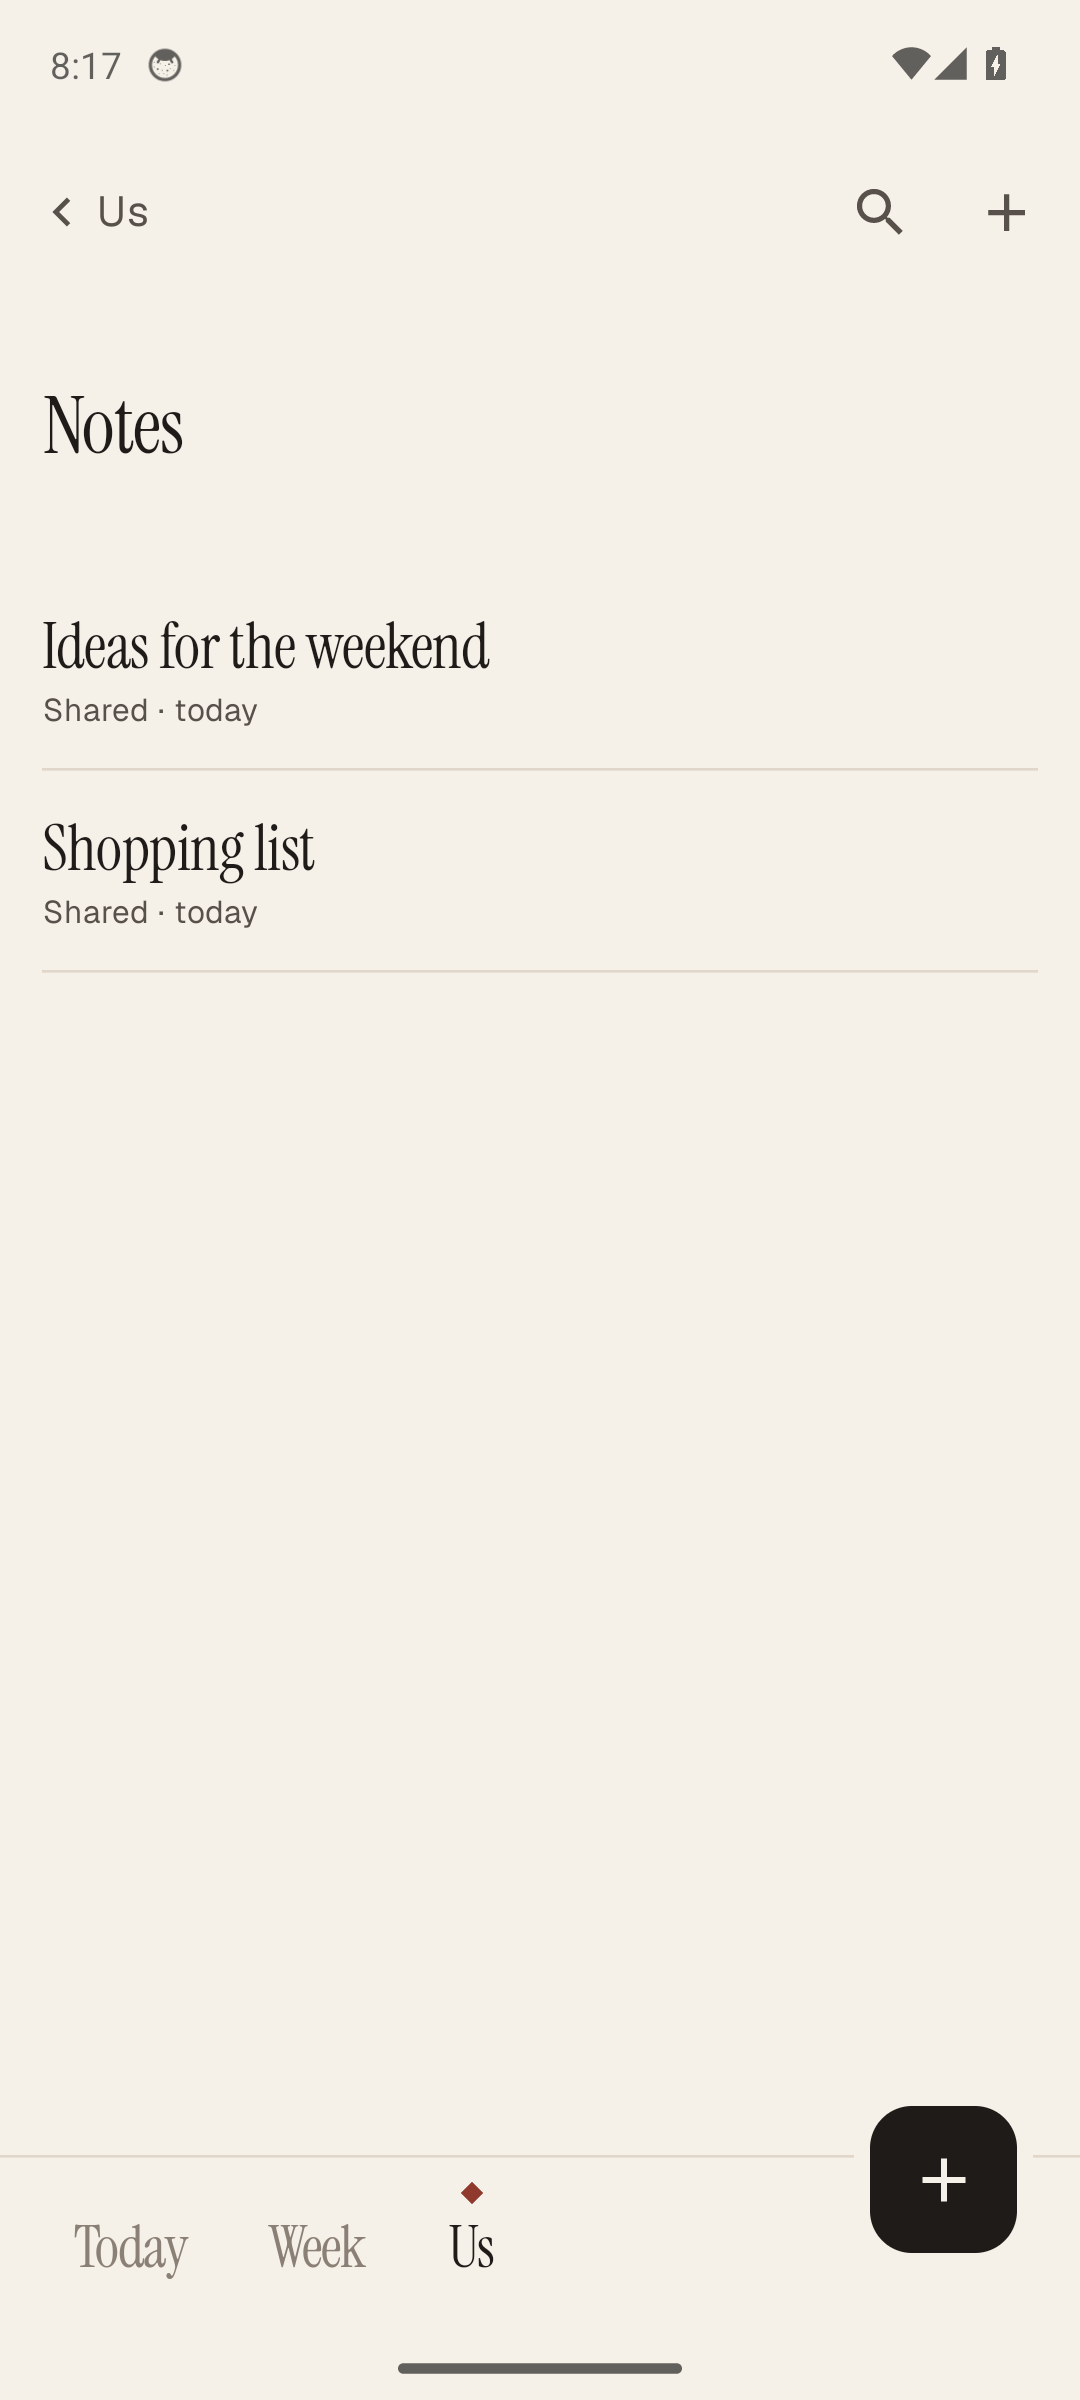 8:17
Us
Notes
Ideas for the weekend
Shared · today
Shopping list
Shared · today
Today
Week
Us